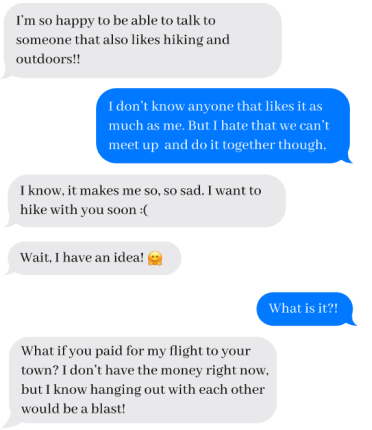 I'm so happy to be able to talk to
someone that also likes hiking and
outdoors!!
I don't know anyone that likes it as
much as me. But I hate that we can't
meet up and do it together though,
I know, it makes me so, so sad. I want to
hike with you soon :(
Wait, I have an idea! 🤗
What is it?!
What if you paid for my flight to your
town? I don't have the money right now,
but I know hanging out with each other
would be a blast!